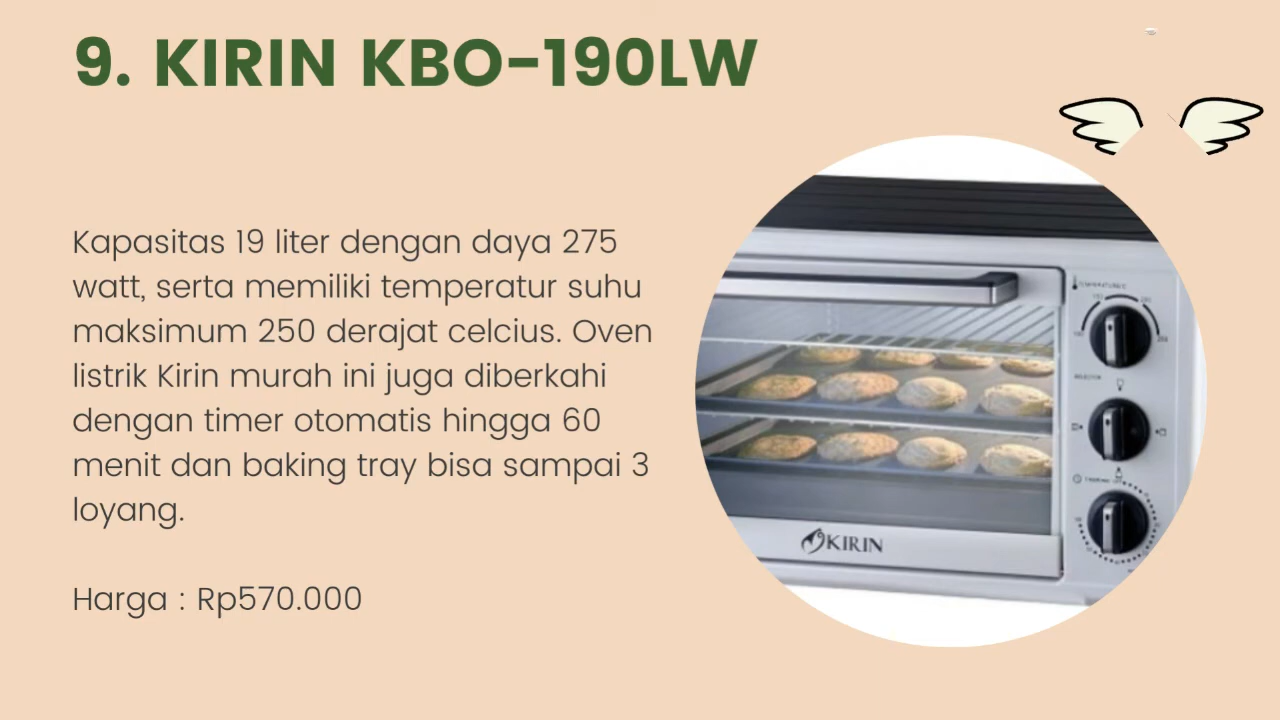 9. KIRIN KBO-190LW
Kapasitas 19 liter dengan daya 275
watt, serta memiliki temperatur suhu
maksimum 250 derajat celcius. Oven
listrik Kirin murah ini juga diberkahi
dengan timer otomatis hingga 60
menit dan baking tray bisa sampai 3
loyang.
Harga : Rp570.000
KIRIN